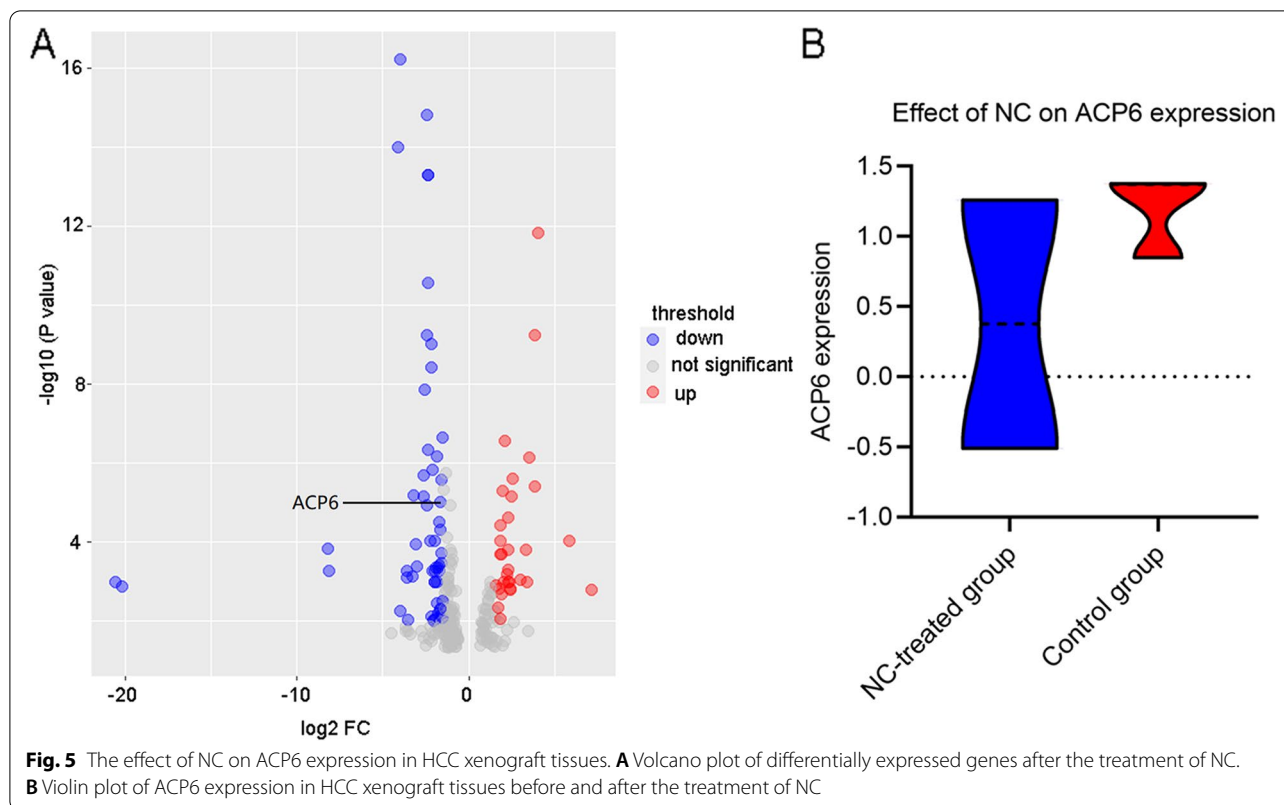 A
16
12
8
4
-log10 (P value)
ACP6
-20
-10
0
log2 FC
threshold
down
not significant
up
B
Effect of NC on ACP6 expression
1.5
1.0
0.5
0.0
-0.5
-1.0
ACP6 expression
NC-treated group
Control group
Fig. 5 The effect of NC on ACP6 expression in HCC xenograft tissues. A Volcano plot of differentially expressed genes after the treatment of NC.
B Violin plot of ACP6 expression in HCC xenograft tissues before and after the treatment of NC